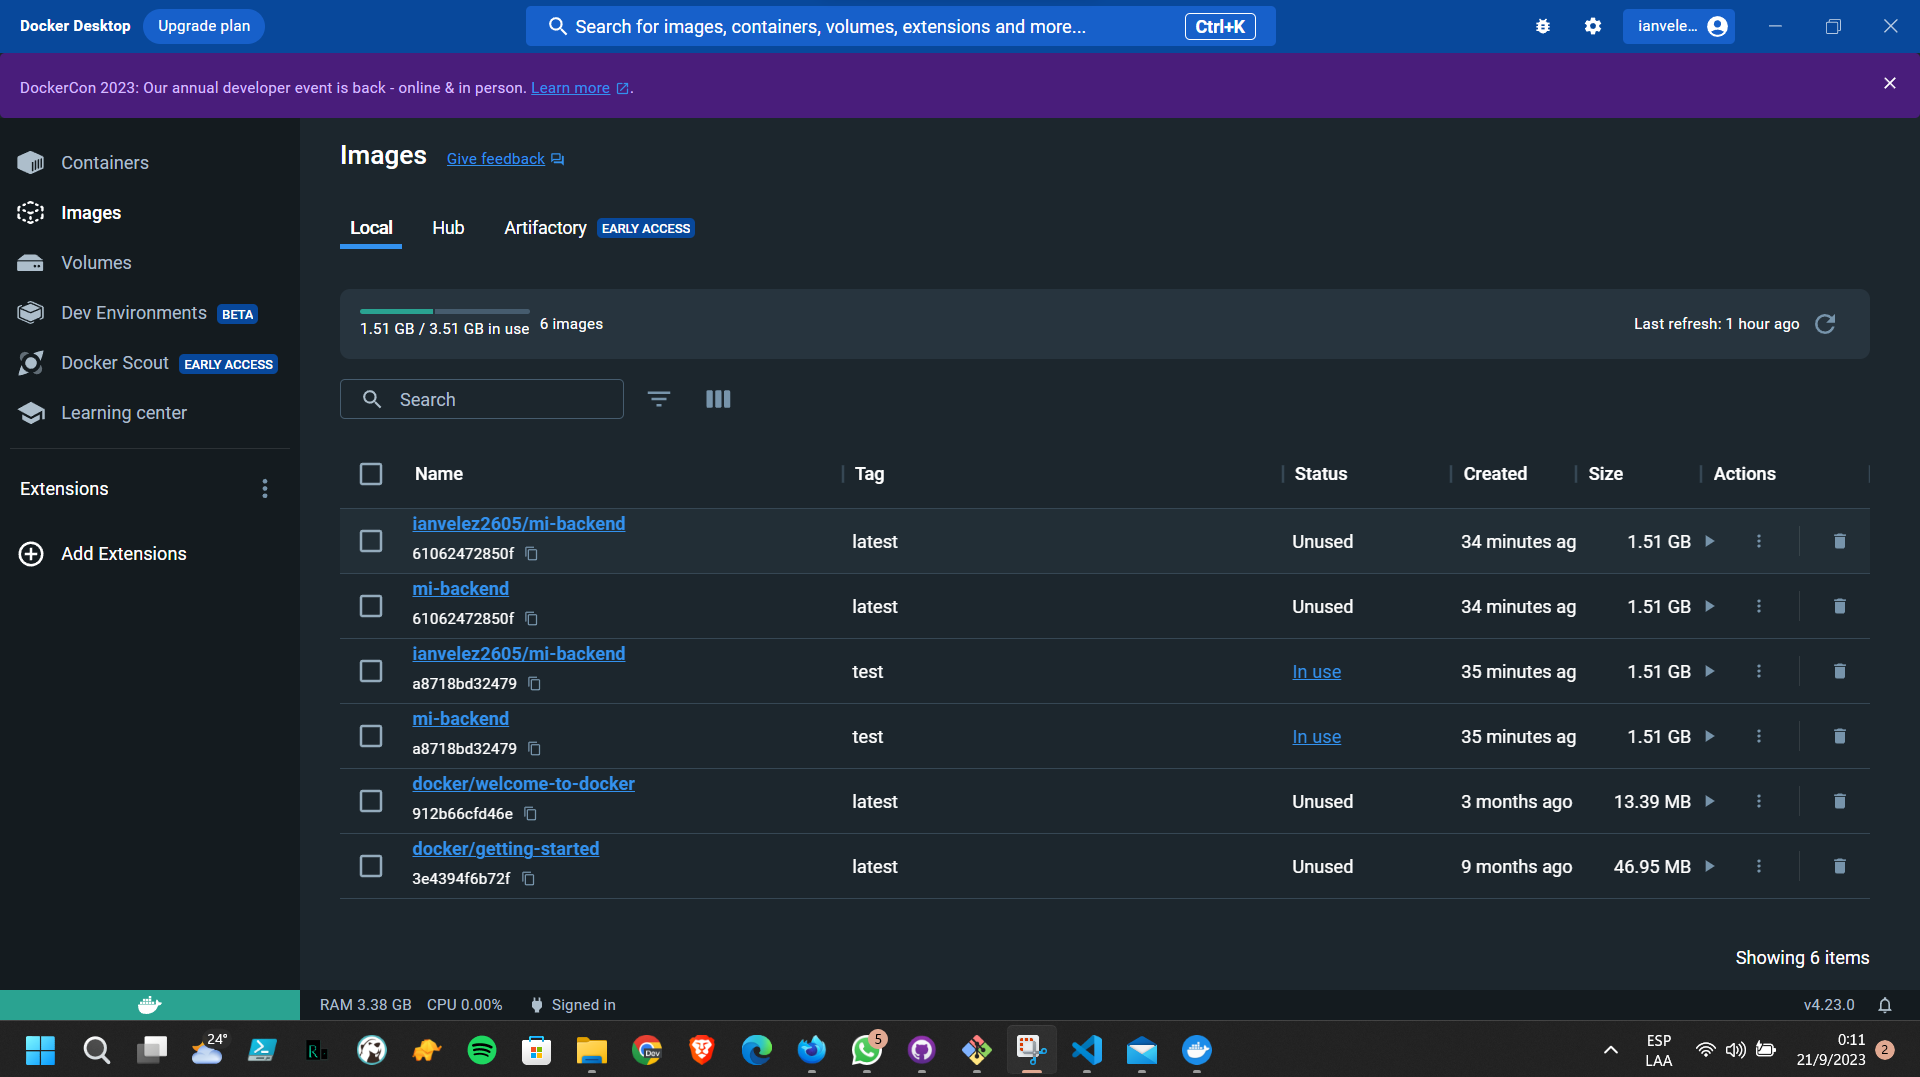 Docker Desktop Upgrade plan Search for images, containers, volumes, extensions and more... Ctrl+K ianvele...
DockerCon 2023: Our annual developer event is back - online & in person. Learn more .
Containers
Images
Volumes
Dev Environments BETA
Docker Scout EARLY ACCESS
Learning center
Extensions
Add Extensions
Images Give feedback
Local Hub Artifactory EARLY ACCESS
1.51 GB / 3.51 GB in use 6 images Last refresh: 1 hour ago
Search
Name Tag Status Created Size Actions
ianvelez2605/mi-backend
61062472850f latest Unused 34 minutes ag 1.51 GB
mi-backend
61062472850f latest Unused 34 minutes ag 1.51 GB
ianvelez2605/mi-backend
a8718bd32479 test In use 35 minutes ag 1.51 GB
mi-backend
a8718bd32479 test In use 35 minutes ag 1.51 GB
docker/welcome-to-docker
912b66cfd46e latest Unused 3 months ago 13.39 MB
docker/getting-started
3e4394f6b72f latest Unused 9 months ago 46.95 MB
Showing 6 items
RAM 3.38 GB CPU 0.00% Signed in v4.23.0
24°
R
Dev
5
ESP
LAA
0:11
21/9/2023
2